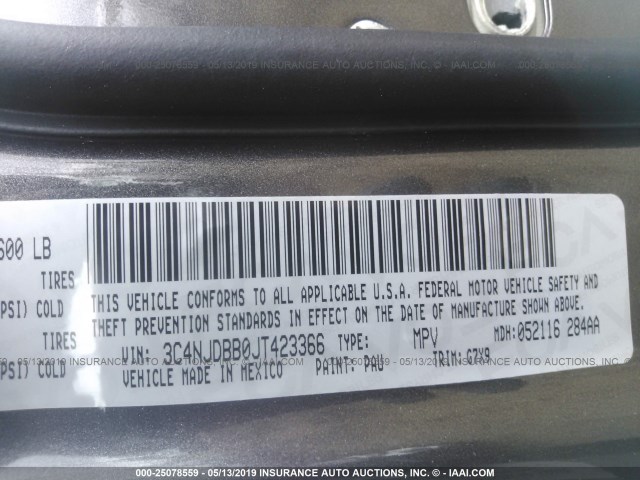 600 LB
TIRES
PSI) COLD
TIRES
PSI) COLD
THIS VEHICLE CONFORMS TO ALL APPLICABLE U.S.A. FEDERAL MOTOR VEHICLE SAFETY AND
THEFT PREVENTION STANDARDS IN EFFECT ON THE DATE OF MANUFACTURE SHOWN ABOVE.
VIN: 3C4NJDBB0JT423366 TYPE: MPV MDH: 052116 284AA
VEHICLE MADE IN MEXICO PAINT: PAU TRIM: C7X9
000-25078559 - 05/13/2019 INSURANCE AUTO AUCTIONS, INC. - © IAAI.COM